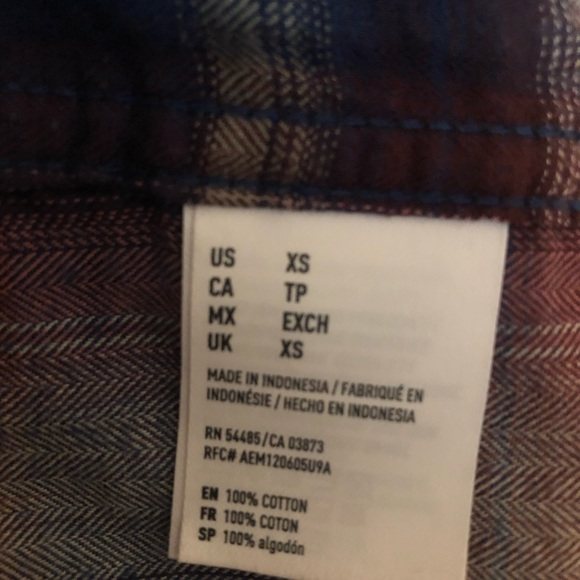 US XS
CA TP
MX EXCH
UK XS
MADE IN INDONESIA / FABRIQUÉ EN
INDONÉSIE / HECHO EN INDONESIA
RN 54485/CA 03873
RFC# AEM120605U9A
EN 100% COTTON
FR 100% COTON
SP 100% algodón